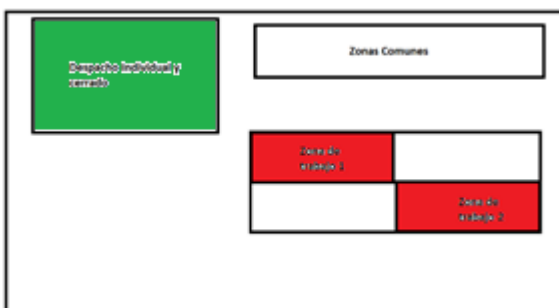 Despacho Individual y
cerrado
Zonas Comunes
Zona de
trabajo 1
Zona de
trabajo 2